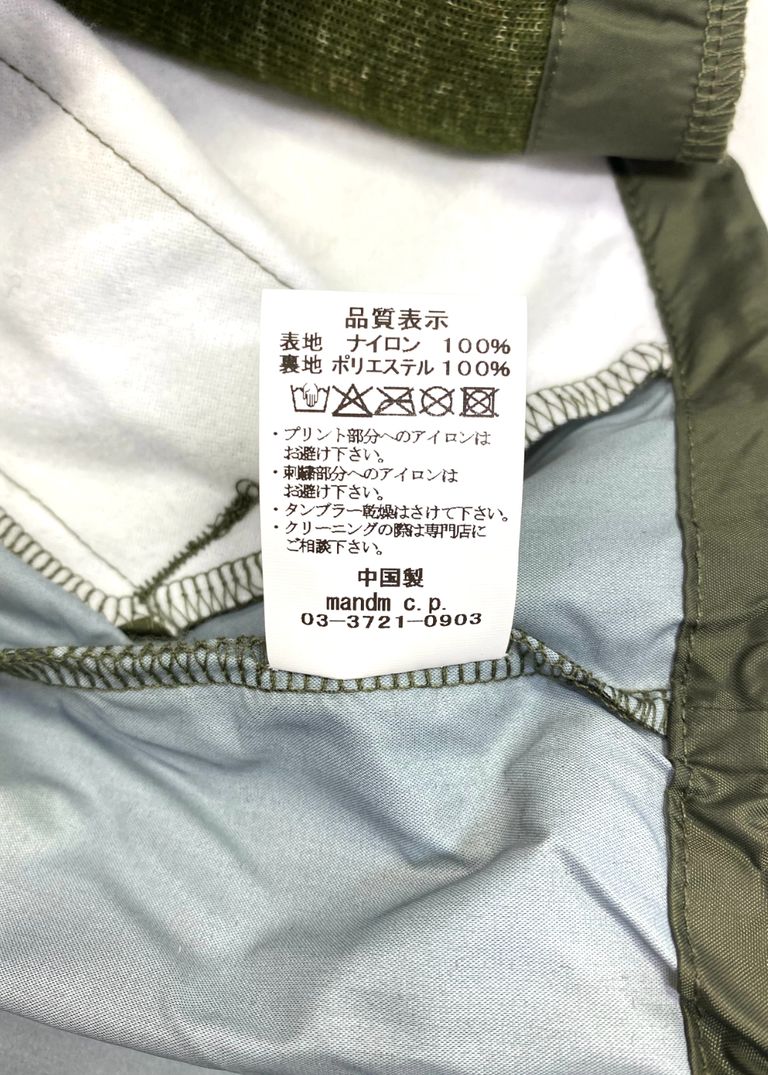 品質表示
表地 ナイロン 100%
裏地 ポリエステル 100%
・プリント部分へのアイロンは
お避け下さい。
・刺繍部分へのアイロンは
お避け下さい。
・タンブラー乾燥はさけて下さい。
・クリーニングの際は専門店に
ご相談下さい。
中国製
mandm c.p.
03-3721-0903